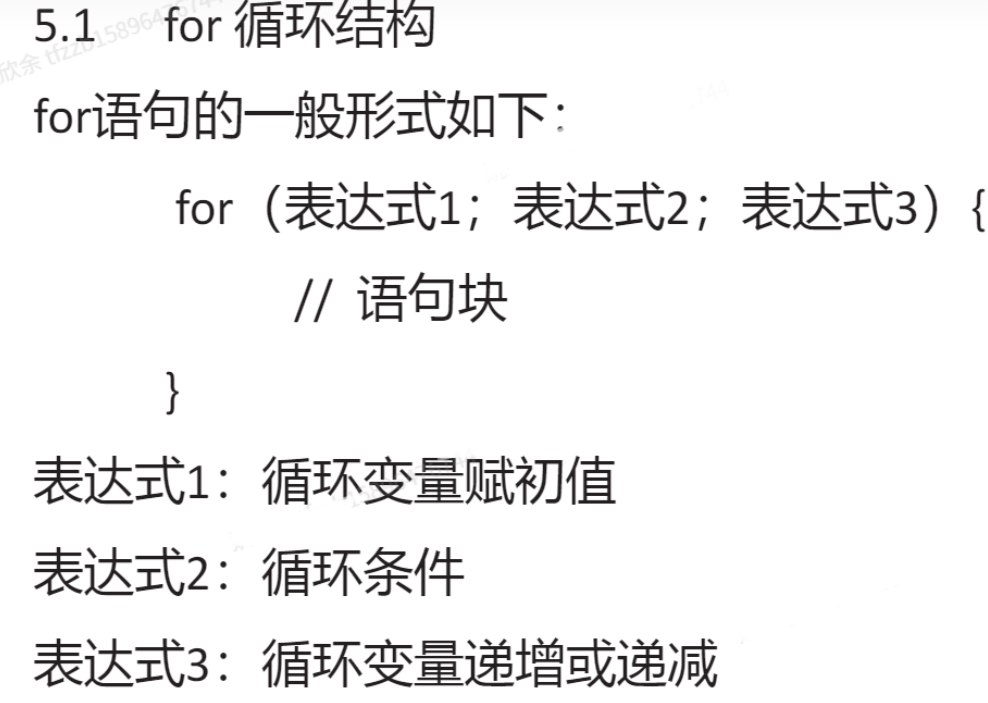 5.1 for 循环结构
for语句的一般形式如下：
for（表达式1；表达式2；表达式3）{
// 语句块
}
表达式1：循环变量赋初值
表达式2：循环条件
表达式3：循环变量递增或递减